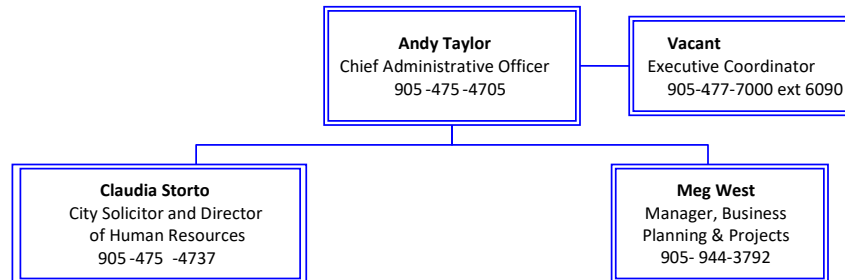 Andy Taylor
Chief Administrative Officer
905 -475 -4705
Vacant
Executive Coordinator
905-477-7000 ext 6090
Claudia Storto
City Solicitor and Director
of Human Resources
905 -475 -4737
Meg West
Manager, Business
Planning & Projects
905- 944-3792